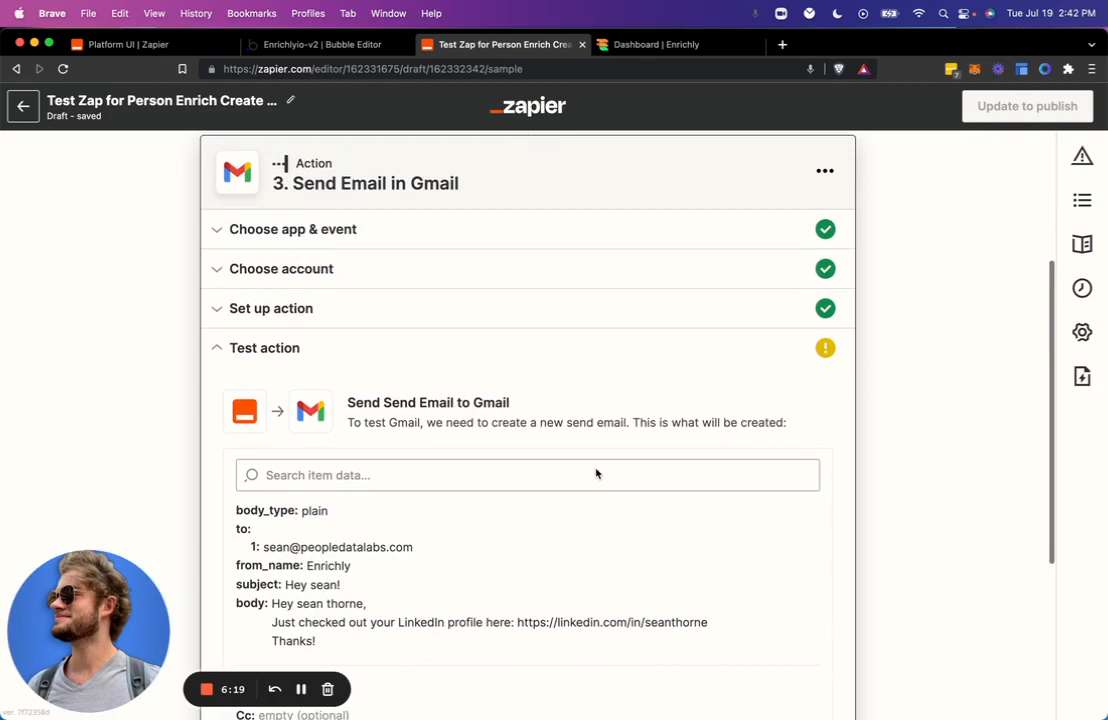 Brave File Edit View History Bookmarks Profiles Tab Window Help Tue Jul 19 2:42 PM
Platform UI | Zapier Enrichlyio-v2 | Bubble Editor Test Zap for Person Enrich Crea Dashboard | Enrichly
https://zapier.com/editor/162331675/draft/162332342/sample 7
Test Zap for Person Enrich Create ...
Draft - saved
_zapier
Update to publish
Action
3. Send Email in Gmail
Choose app & event
Choose account
Set up action
Test action
Send Send Email to Gmail
To test Gmail, we need to create a new send email. This is what will be created:
Search item data...
body_type: plain
to:
1: sean@peopledatalabs.com
from_name: Enrichly
subject: Hey sean!
body: Hey sean thorne,
Just checked out your LinkedIn profile here: https://linkedin.com/in/seanthorne
Thanks!
6:19
ver. 7f72358d
Cc: empty (optional)